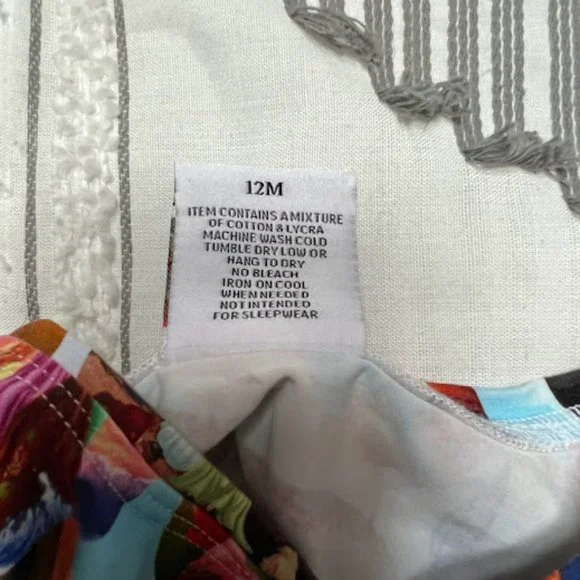 12M
ITEM CONTAINS A MIXTURE
OF COTTON & LYCRA
MACHINE WASH COLD
TUMBLE DRY LOW OR
HANG TO DRY
NO BLEACH
IRON ON COOL
WHEN NEEDED
NOT INTENDED
FOR SLEEPWEAR